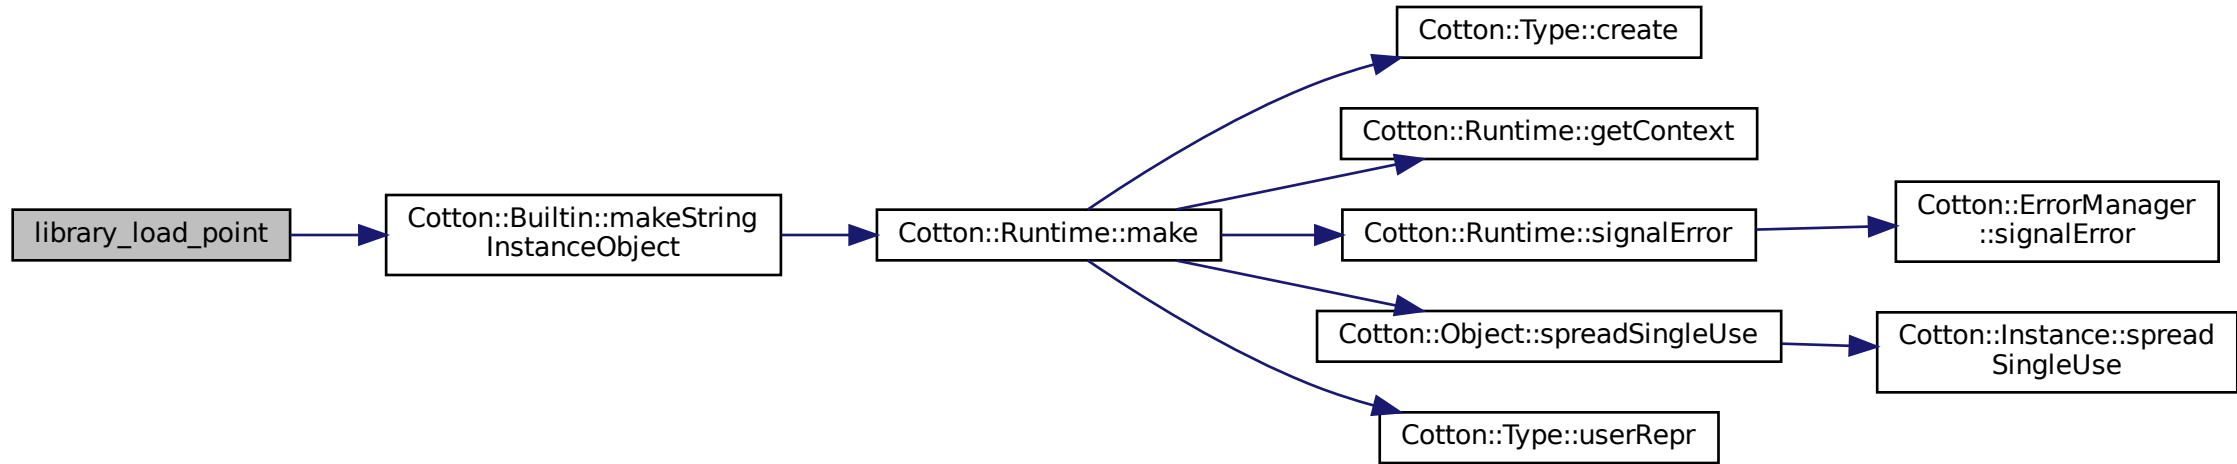 library_load_point
Cotton::Builtin::makeString
InstanceObject
Cotton::Runtime::make
Cotton::Type::create
Cotton::Runtime::getContext
Cotton::Runtime::signalError
Cotton::ErrorManager
::signalError
Cotton::Object::spreadSingleUse
Cotton::Instance::spread
SingleUse
Cotton::Type::userRepr